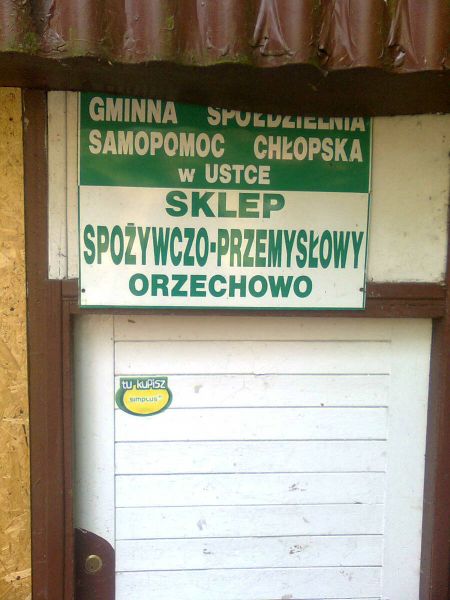 GMINNA SPÓŁDZIELNIA
SAMOPOMOC CHŁOPSKA
w USTCE
SKLEP
SPOŻYWCZO-PRZEMYSŁOWY
ORZECHOWO
tu kupisz
simplus